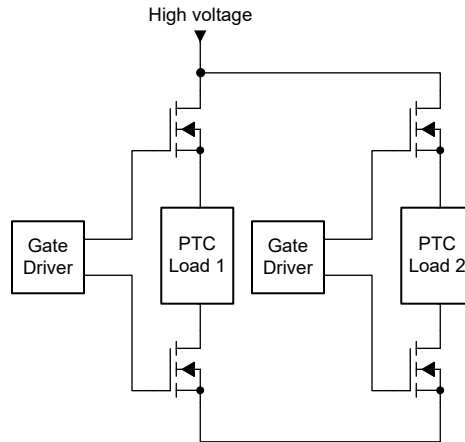 High voltage
Gate
Driver
PTC
Load 1
Gate
Driver
PTC
Load 2